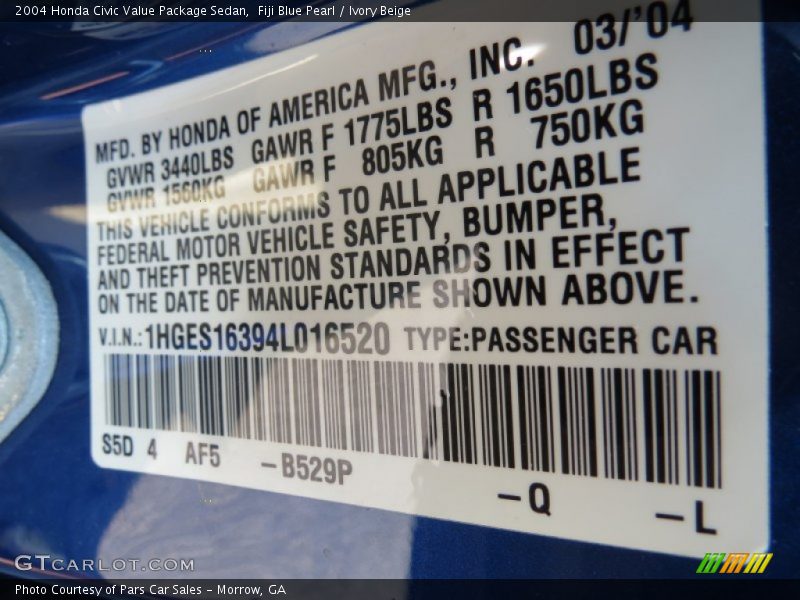 2004 Honda Civic Value Package Sedan,  Fiji Blue Pearl / Ivory Beige
MFD. BY HONDA OF AMERICA MFG., INC. 03/'04
GVWR 3440LBS GAWR F 1775LBS R 1650LBS
GVWR 1560KG GAWR F 805KG R 750KG
THIS VEHICLE CONFORMS TO ALL APPLICABLE
FEDERAL MOTOR VEHICLE SAFETY, BUMPER,
AND THEFT PREVENTION STANDARDS IN EFFECT
ON THE DATE OF MANUFACTURE SHOWN ABOVE.
V.I.N.:1HGES16394L016520 TYPE:PASSENGER CAR
S5D 4 AF5 –B529P –Q –L
GTCARLOT.COM
Photo Courtesy of Pars Car Sales – Morrow, GA